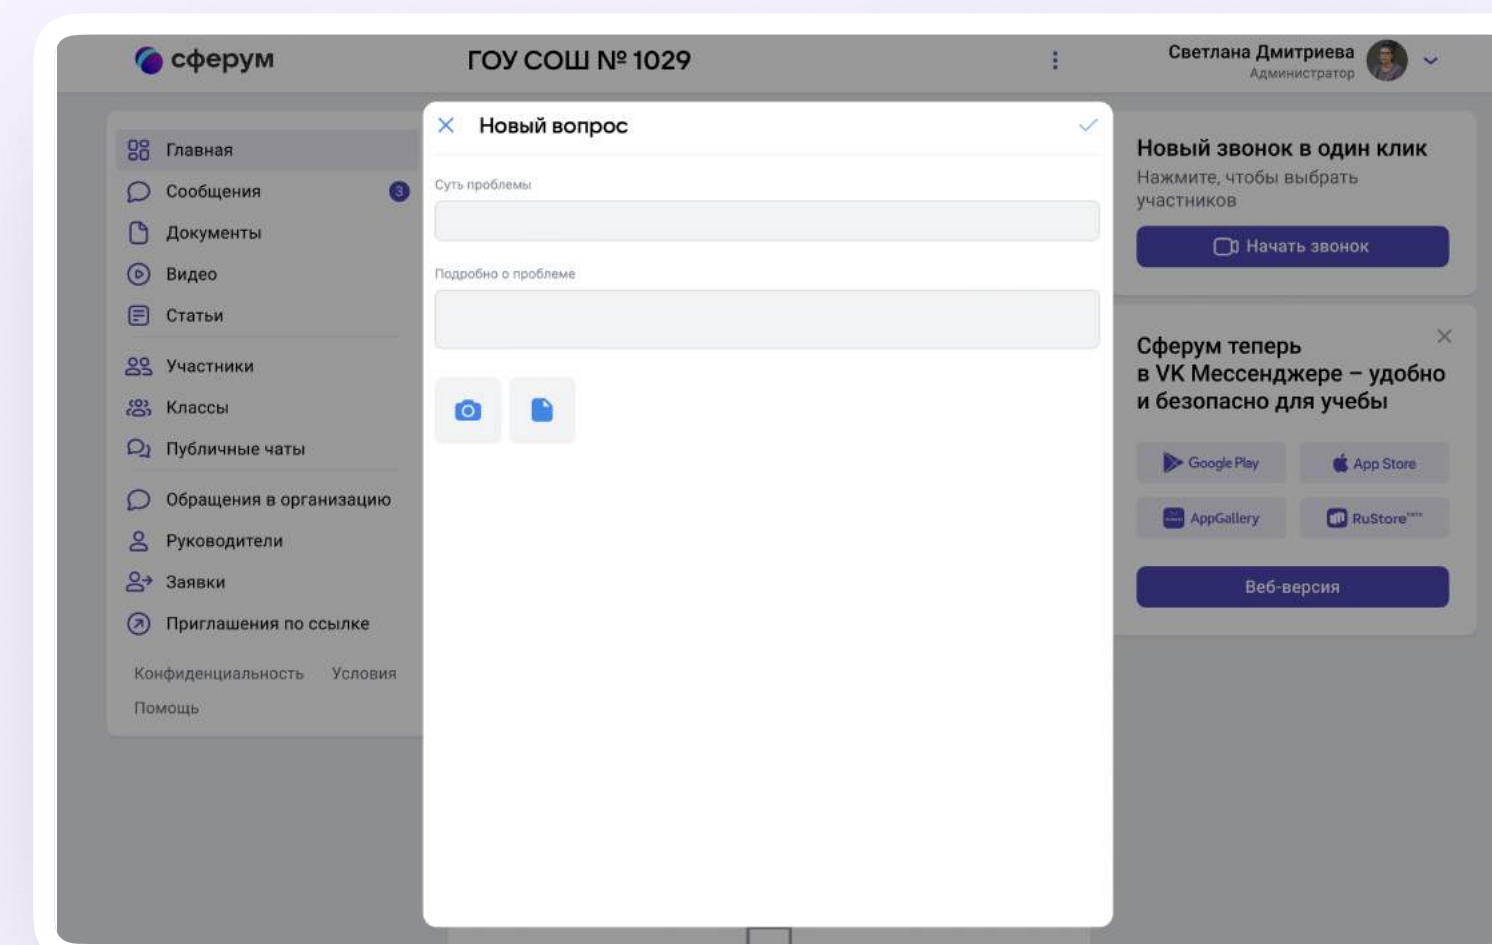 сферум
ГОУ СОШ № 1029
Светлана Дмитриева
Администратор
Главная
Сообщения
3
Документы
Видео
Статьи
Участники
Классы
Публичные чаты
Обращения в организацию
Руководители
Заявки
Приглашения по ссылке
Конфиденциальность Условия
Помощь
Новый вопрос
Суть проблемы
Подробно о проблеме
Новый звонок в один клик
Нажмите, чтобы выбрать
участников
Начать звонок
Сферум теперь
в VK Мессенджере – удобно
и безопасно для учебы
Google Play
App Store
AppGallery
RuStore
Веб-версия